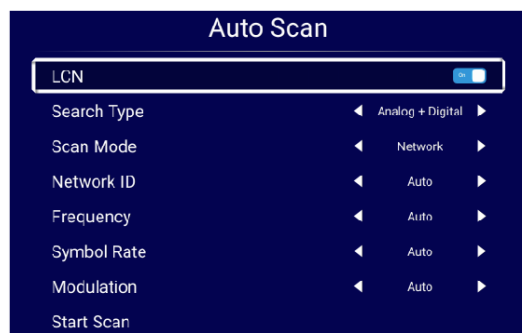 Auto Scan
LCN On
Search Type Analog + Digital
Scan Mode Network
Network ID Auto
Frequency Auto
Symbol Rate Auto
Modulation Auto
Start Scan